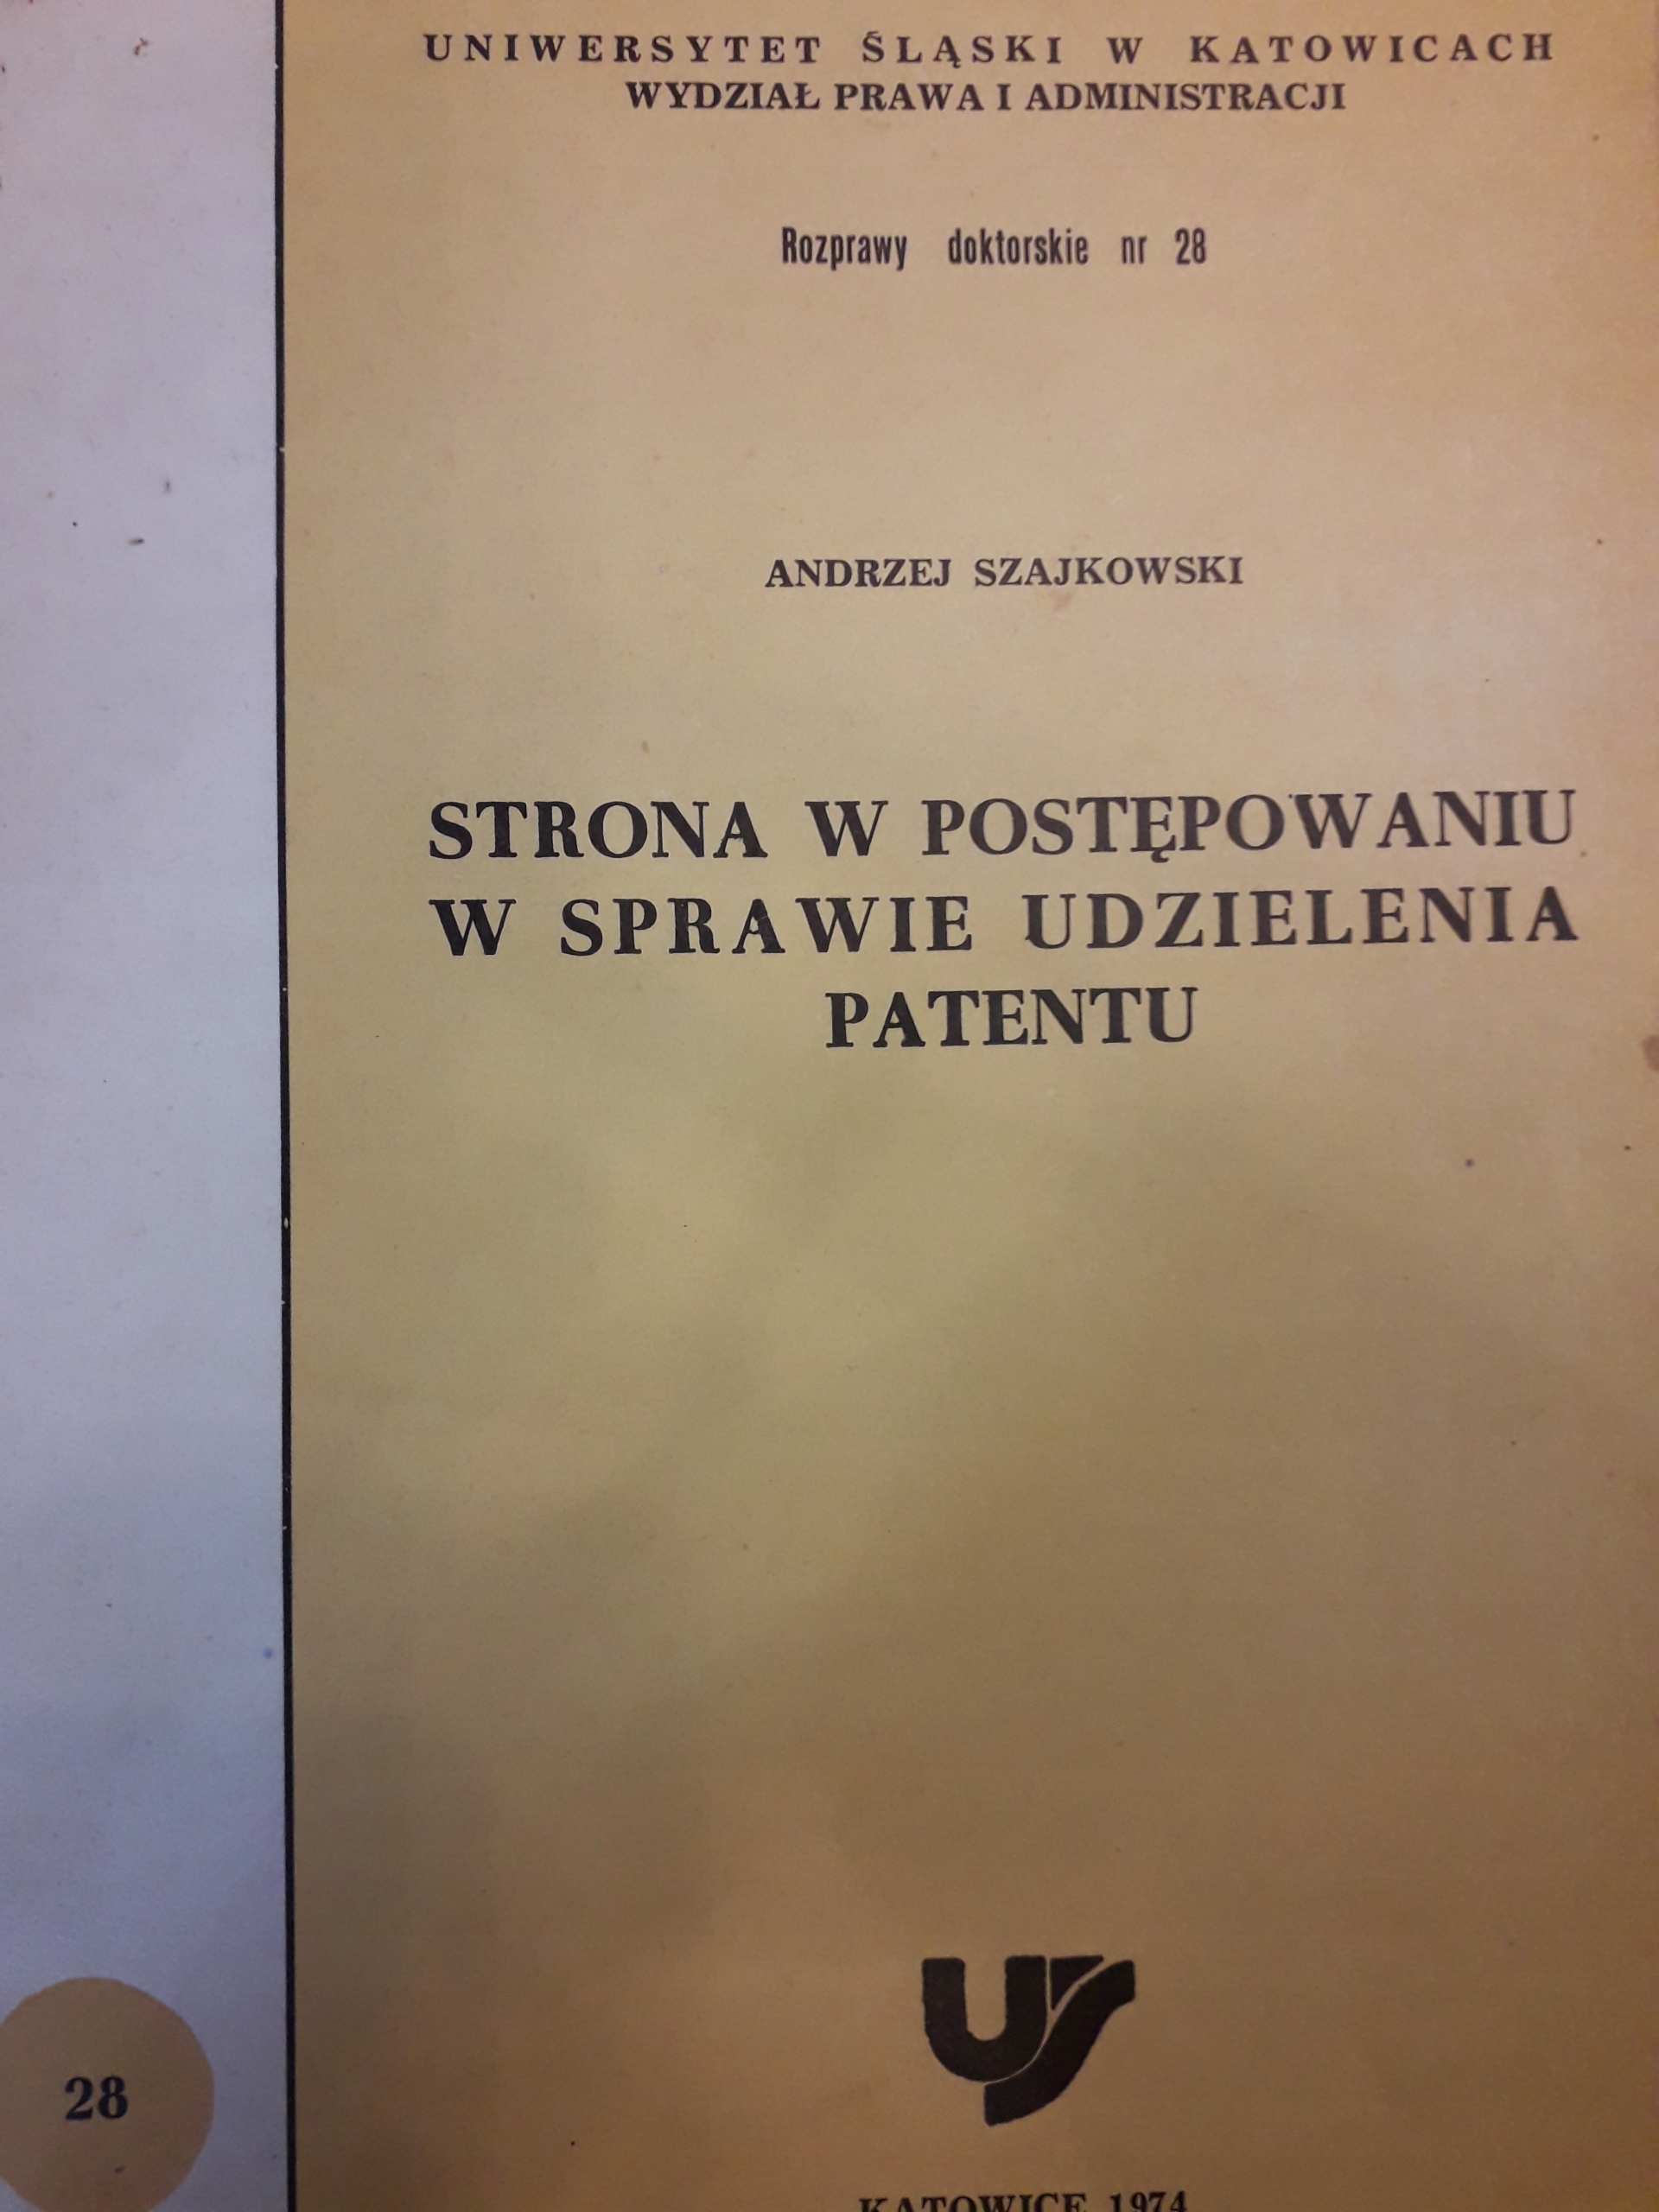 UNIWERSYTET ŚLĄSKI W KATOWICACH
WYDZIAŁ PRAWA I ADMINISTRACJI
Rozprawy doktorskie nr 28
ANDRZEJ SZAJKOWSKI
STRONA W POSTĘPOWANIU
W SPRAWIE UDZIELENIA
PATENTU
UŚ
28
KATOWICE 1974